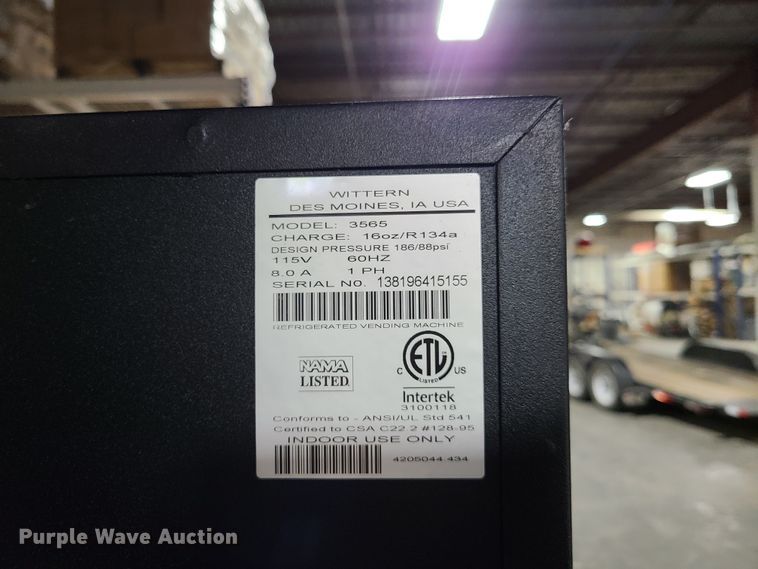 WITTERN
DES MOINES, IA USA
MODEL: 3565
CHARGE: 16oz/R134a
DESIGN PRESSURE 186/88psi
115V 60HZ
8.0 A 1 PH
SERIAL No. 138196415155
REFRIGERATED VENDING MACHINE
NAMA
LISTED
ETL
LISTED
C US
Intertek
3100118
Conforms to - ANSI/UL Std 541
Certified to CSA C22.2 #128-95
INDOOR USE ONLY
4205044.434
Purple Wave Auction